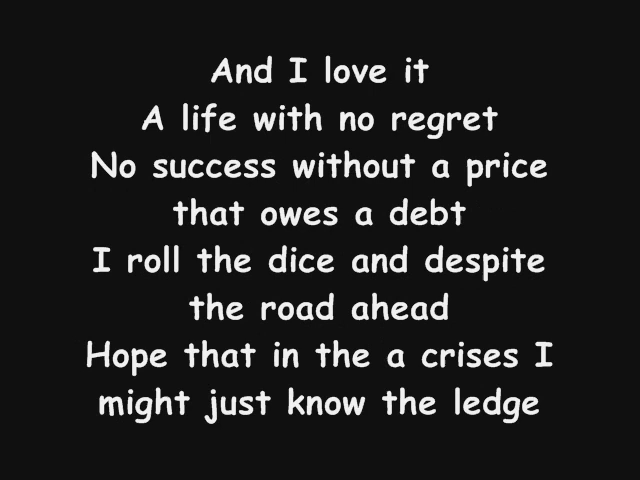 And I love it
A life with no regret
No success without a price
that owes a debt
I roll the dice and despite
the road ahead
Hope that in the a crises I
might just know the ledge